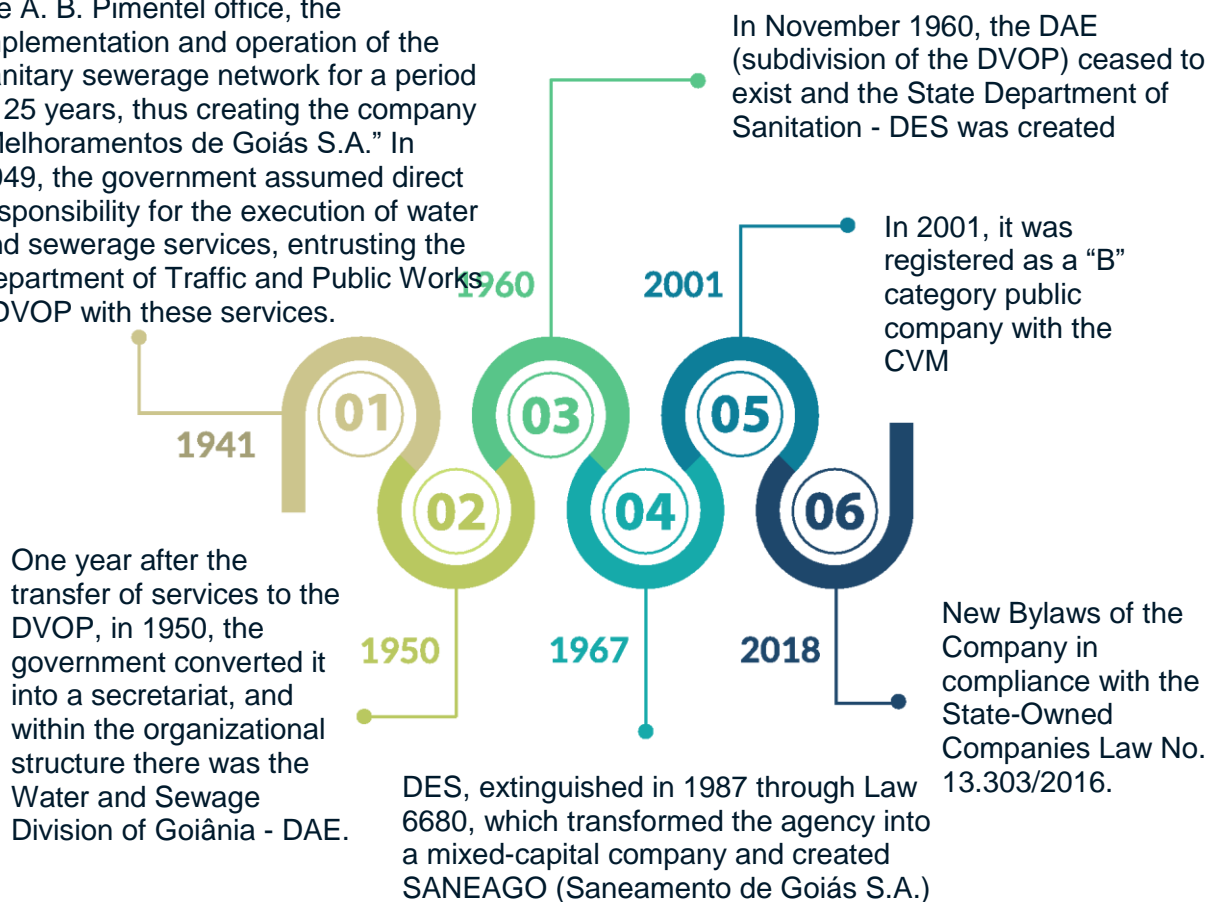 A. B. Pimentel office, the
operation of the
sewerage network for a period
25 years, thus creating the company
de Goiás S.A.” In
the government assumed direct
for the execution of water
sewerage services, entrusting the
of Traffic and Public Works
DVOP with these services.
1941
01
One year after the
transfer of services to the
DVOP, in 1950, the
government converted it
into a secretariat, and
within the organizational
structure there was the
Water and Sewage
Division of Goiânia - DAE.
1950
02
In November 1960, the DAE
(subdivision of the DVOP) ceased to
exist and the State Department of
Sanitation - DES was created
1960
03
DES, extinguished in 1987 through Law
6680, which transformed the agency into
a mixed-capital company and created
SANEAGO (Saneamento de Goiás S.A.)
1967
04
In 2001, it was
registered as a “B”
category public
company with the
CVM
2001
05
New Bylaws of the
Company in
compliance with the
State-Owned
Companies Law No.
13.303/2016.
2018
06